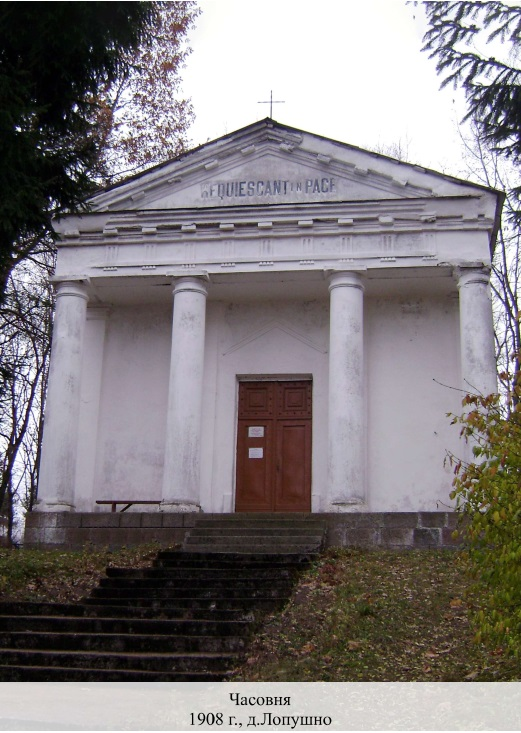 REQUIESCANT IN PACE
Часовня
1908 г., д.Лопушно